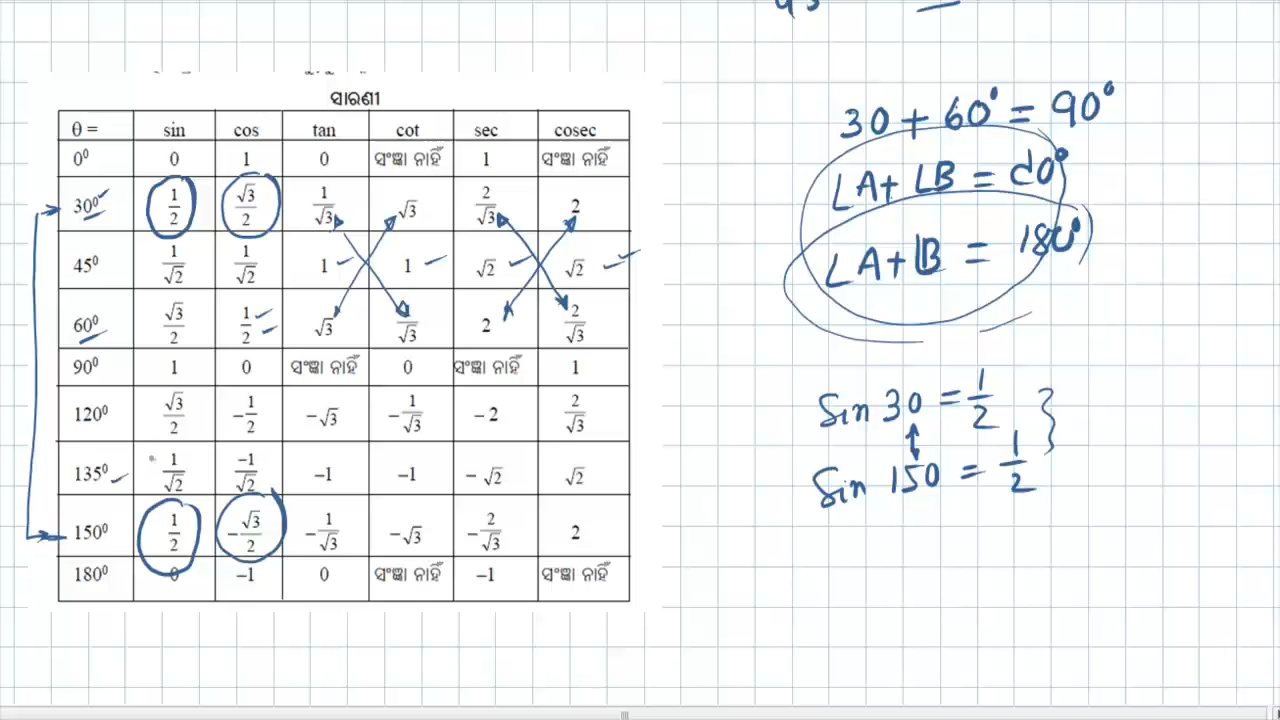 ସାରଣୀ
θ = sin cos tan cot sec cosec
0⁰ 0 1 0 ସଂଜ୍ଞା ନାହିଁ 1 ସଂଜ୍ଞା ନାହିଁ
30⁰ 1/2 √3/2 1/√3 √3 2/√3 2
45⁰ 1/√2 1/√2 1 1 √2 √2
60⁰ √3/2 1/2 √3 1/√3 2 2/√3
90⁰ 1 0 ସଂଜ୍ଞା ନାହିଁ 0 ସଂଜ୍ଞା ନାହିଁ 1
120⁰ √3/2 -1/2 -√3 -1/√3 -2 2/√3
135⁰ 1/√2 -1/√2 -1 -1 -√2 √2
150⁰ 1/2 -√3/2 -1/√3 -√3 -2/√3 2
180⁰ 0 -1 0 ସଂଜ୍ଞା ନାହିଁ -1 ସଂଜ୍ଞା ନାହିଁ
30 + 60° = 90°
∠A + ∠B = 90°
∠A + ∠B = 180°
Sin 30 = 1/2
Sin 150 = 1/2